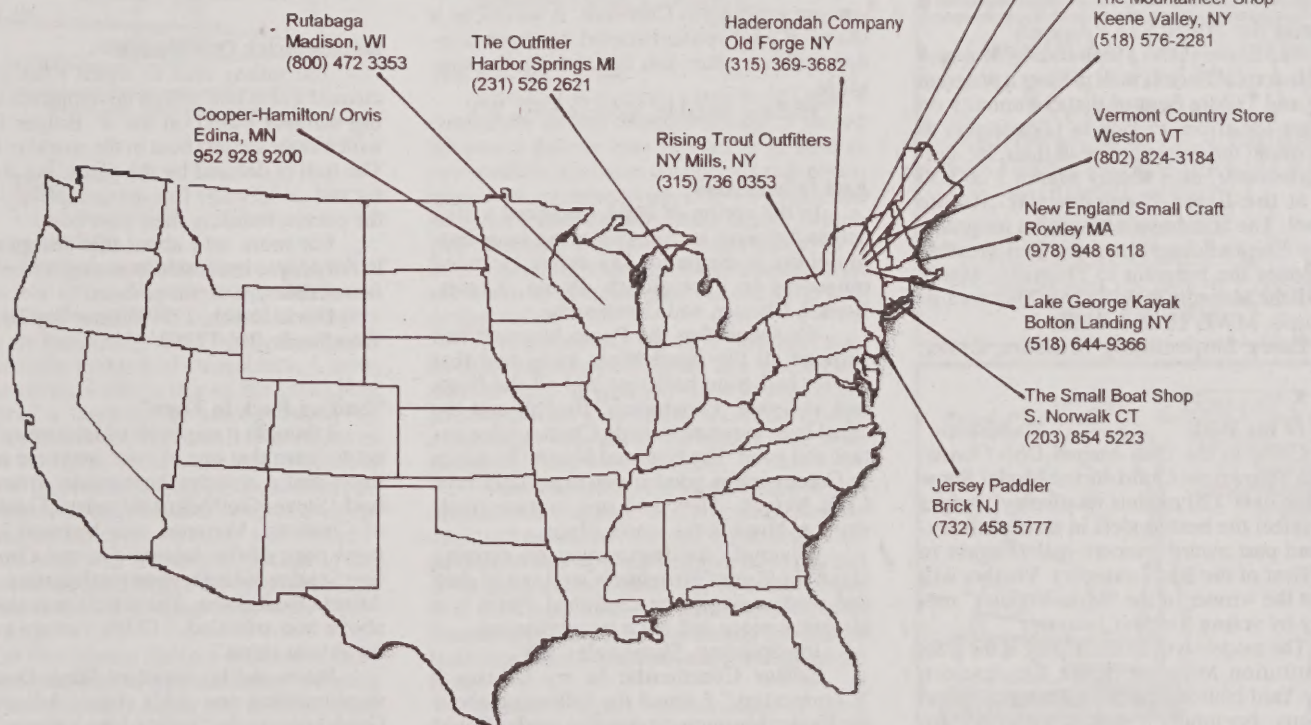 Rutabaga
Madison, WI
(800) 472 3353
The Outfitter
Harbor Springs MI
(231) 526 2621
Haderondah Company
Old Forge NY
(315) 369-3682
The Mountaineer Shop
Keene Valley, NY
(518) 576-2281
Cooper-Hamilton/ Orvis
Edina, MN
952 928 9200
Rising Trout Outfitters
NY Mills, NY
(315) 736 0353
Vermont Country Store
Weston VT
(802) 824-3184
New England Small Craft
Rowley MA
(978) 948 6118
Lake George Kayak
Bolton Landing NY
(518) 644-9366
The Small Boat Shop
S. Norwalk CT
(203) 854 5223
Jersey Paddler
Brick NJ
(732) 458 5777